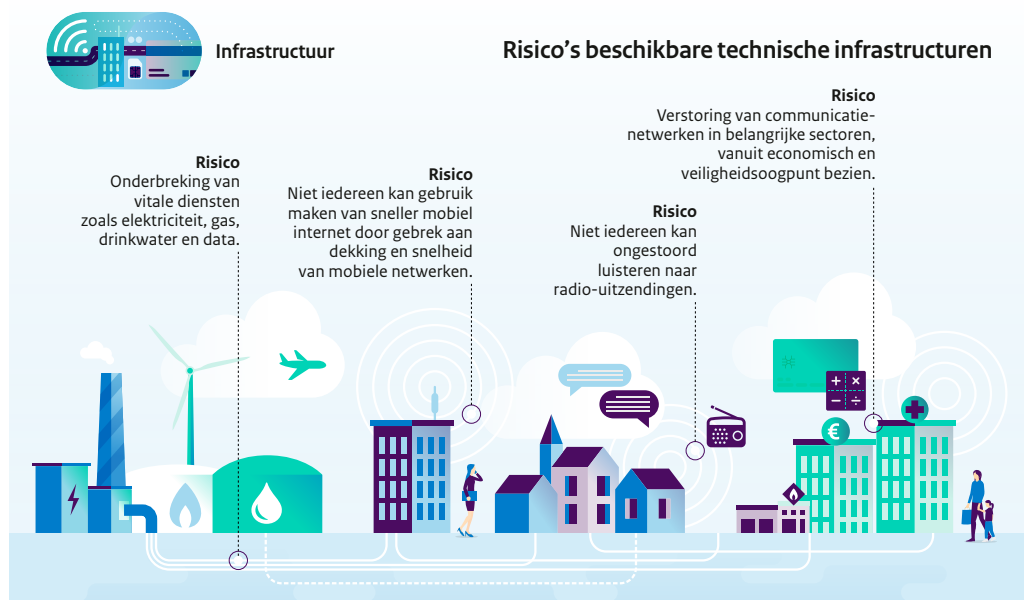 Infrastructuur
Risico’s beschikbare technische infrastructuren
Risico
Onderbreking van
vitale diensten
zoals elektriciteit, gas,
drinkwater en data.
Risico
Niet iedereen kan gebruik
maken van sneller mobiel
internet door gebrek aan
dekking en snelheid
van mobiele netwerken.
Risico
Niet iedereen kan
ongestoord
luisteren naar
radio-uitzendingen.
Risico
Verstoring van communicatie-
netwerken in belangrijke sectoren,
vanuit economisch en
veiligheidsoogpunt bezien.
+ ×
− ÷
€